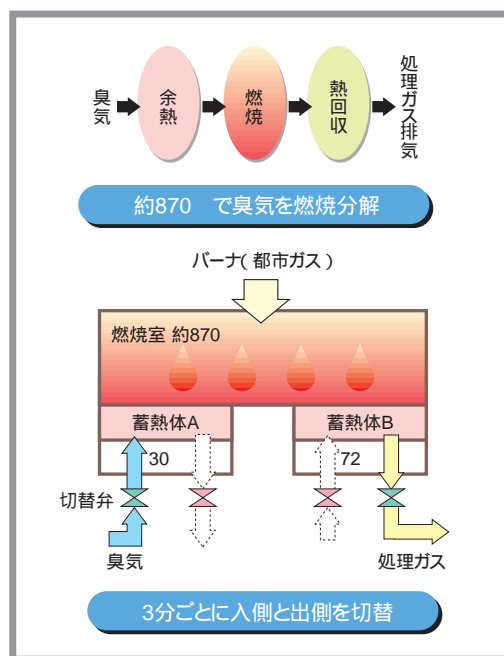 臭気
余熱
燃焼
熱回収
処理ガス排気
約870　で臭気を燃焼分解
バーナ(都市ガス)
燃焼室 約870
蓄熱体A
蓄熱体B
30
72
切替弁
臭気
処理ガス
3分ごとに入側と出側を切替